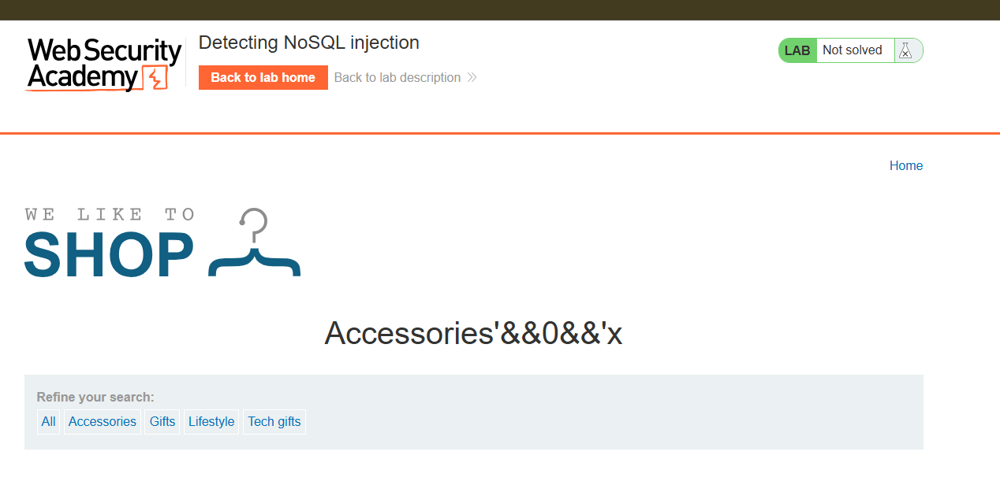 Web Security
Academy
Detecting NoSQL injection
Back to lab home
Back to lab description
LAB
Not solved
Home
WE LIKE TO
SHOP
Accessories'&&0&&'x
Refine your search:
All
Accessories
Gifts
Lifestyle
Tech gifts